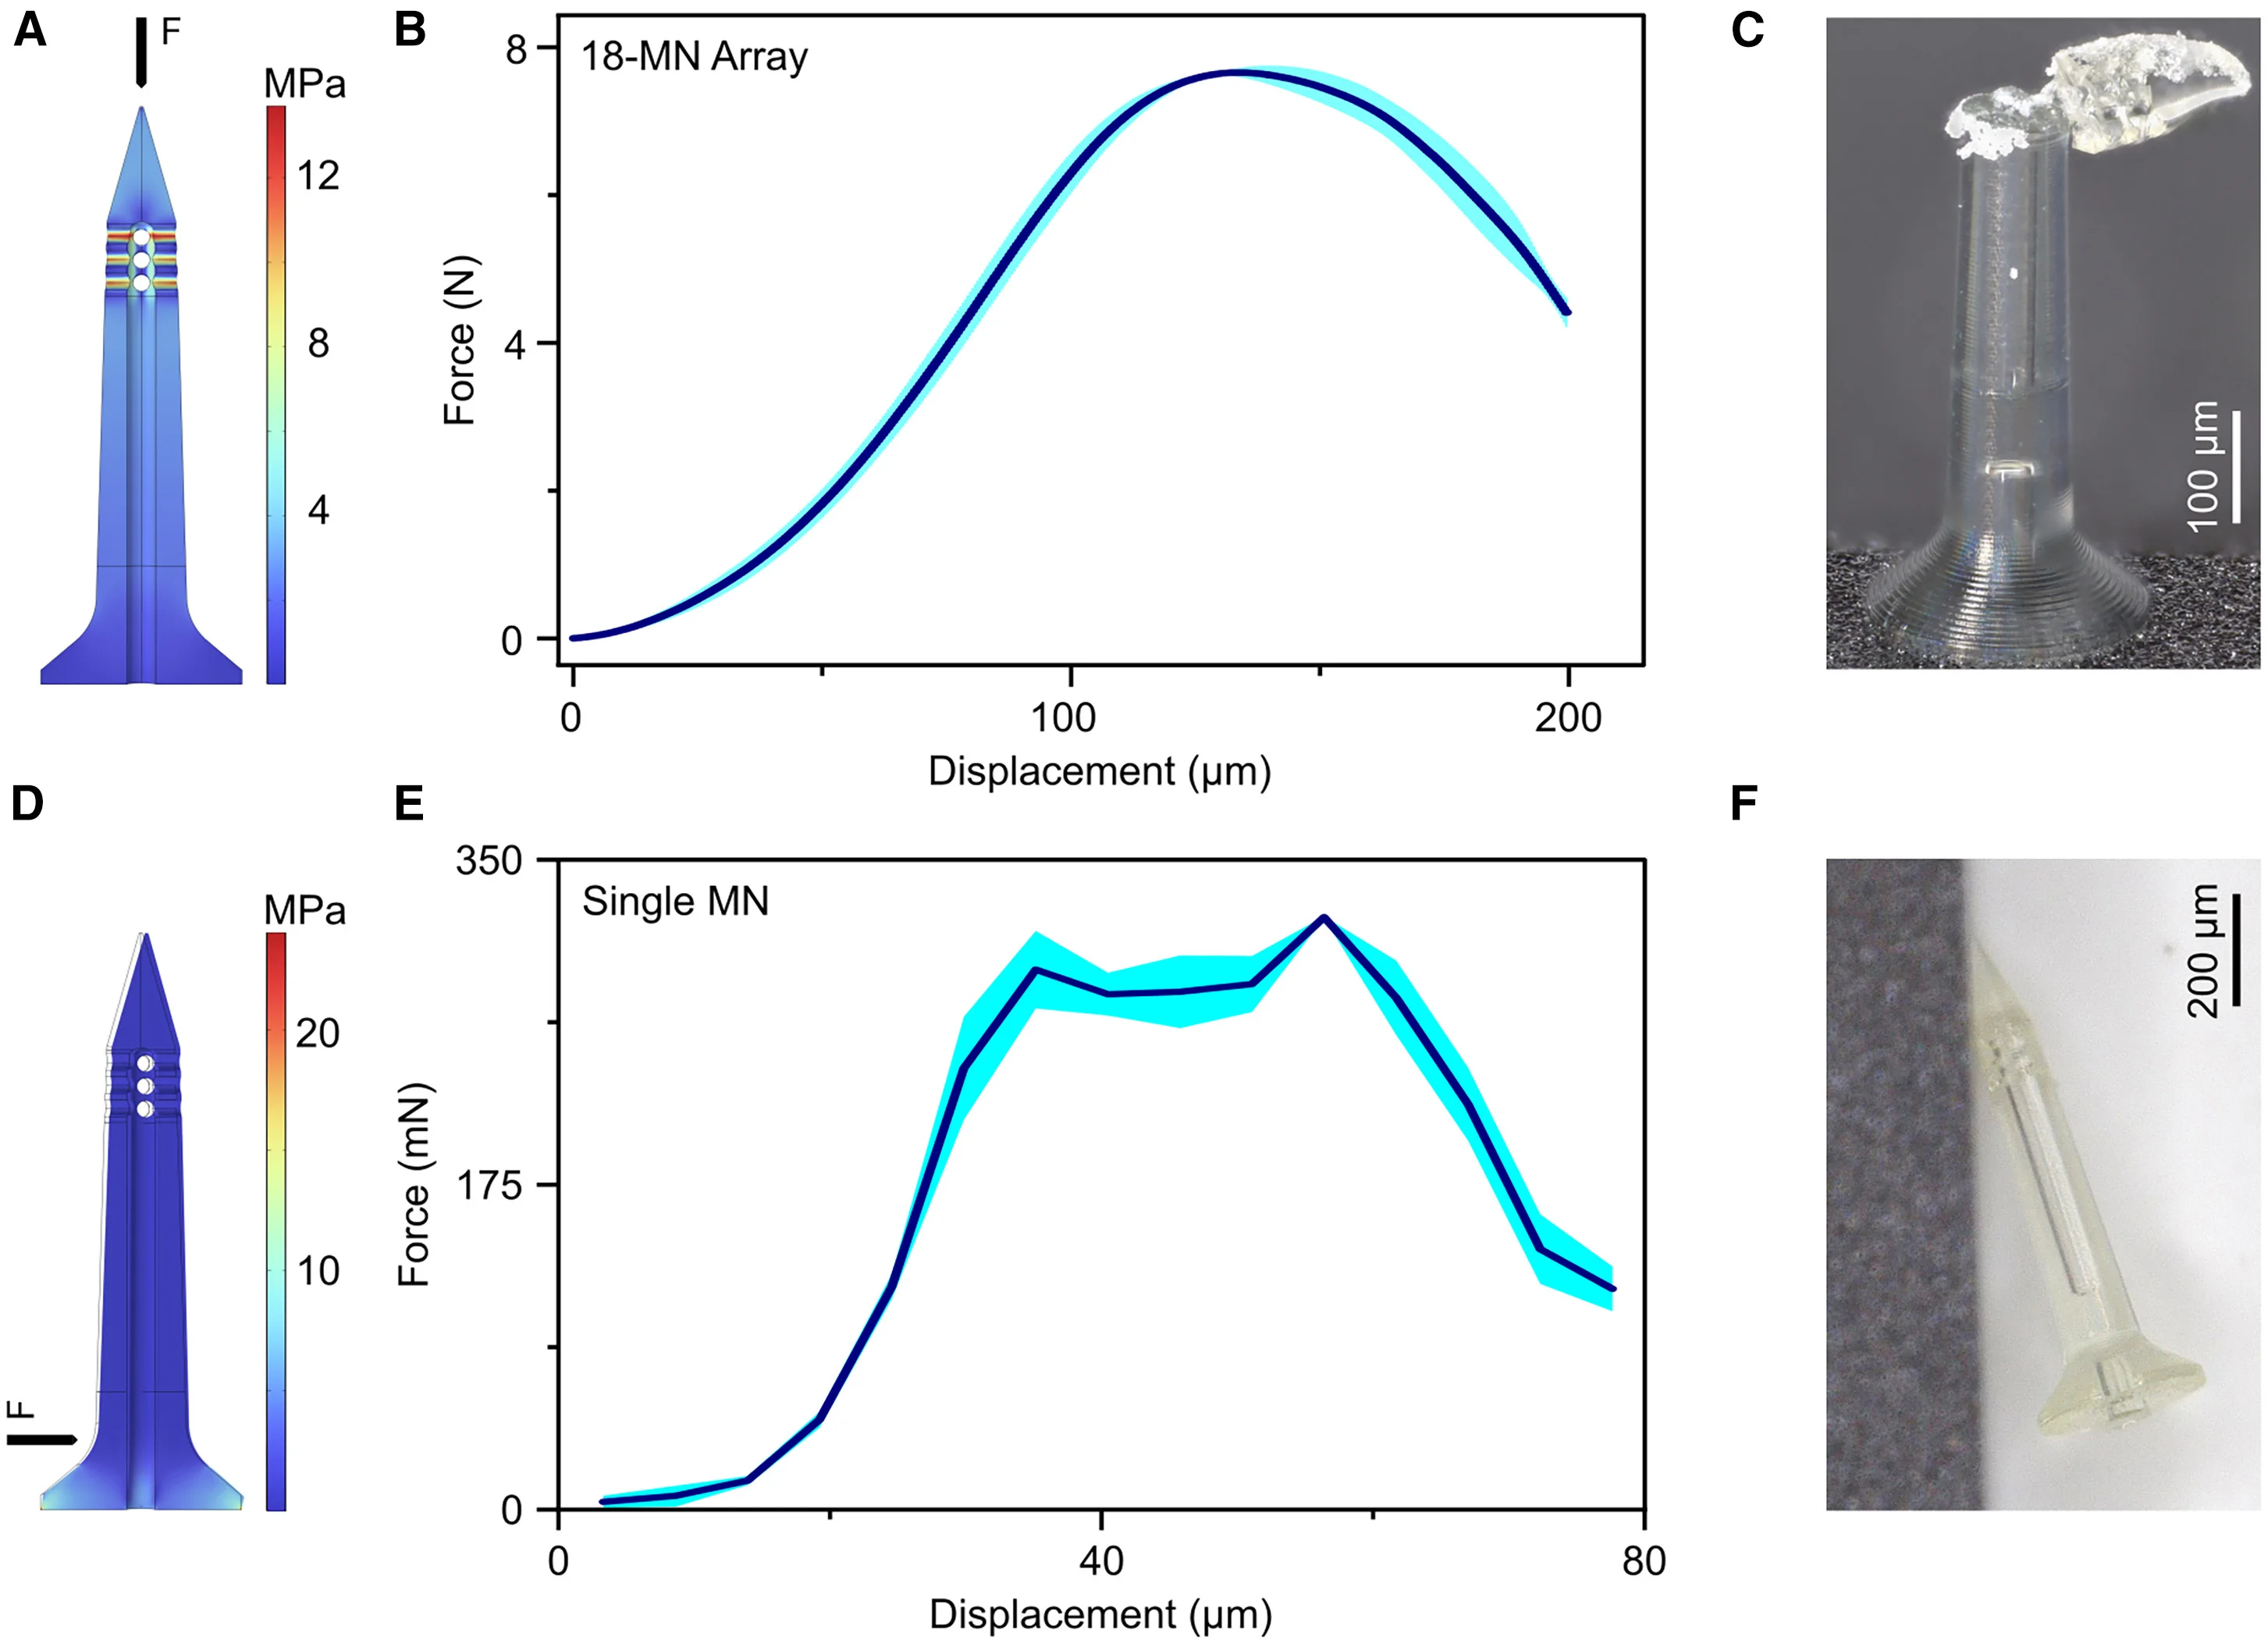 A
F
MPa
12
8
4
B
18-MN Array
8
4
0
Force (N)
0
100
200
Displacement (µm)
C
100 µm
D
MPa
20
10
F
E
Single MN
350
175
0
Force (mN)
0
40
80
Displacement (µm)
F
200 µm